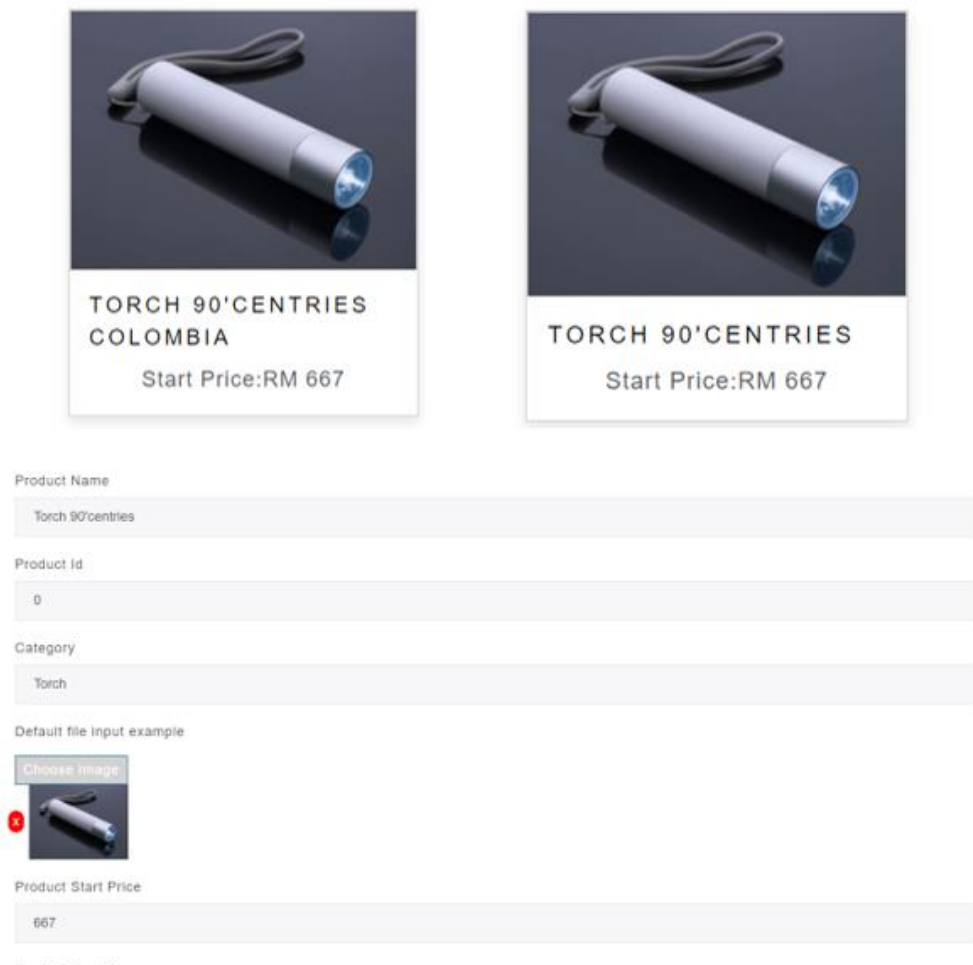 TORCH 90'CENTRIES
COLOMBIA
Start Price:RM 667
TORCH 90'CENTRIES
Start Price:RM 667
Product Name
Torch 90'centries
Product Id
0
Category
Torch
Default file input example
Choose Image
x
Product Start Price
667